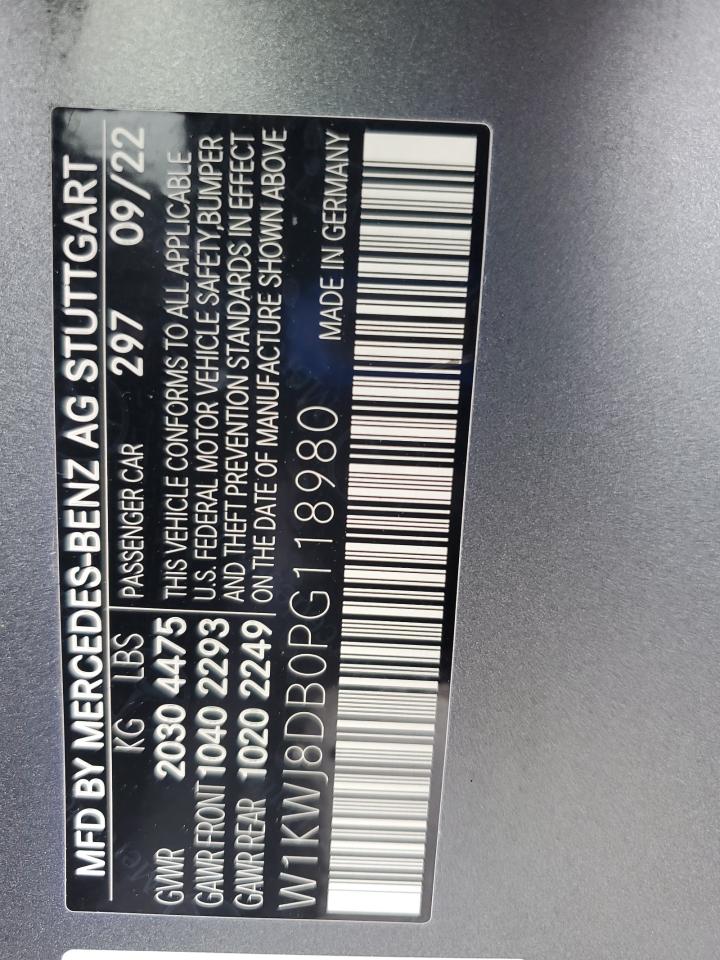 MFD BY MERCEDES-BENZ AG STUTTGART
KG LBS
GVWR 2030 4475
GAWR FRONT 1040 2293
GAWR REAR 1020 2249
PASSENGER CAR 297 09/22
THIS VEHICLE CONFORMS TO ALL APPLICABLE
U.S. FEDERAL MOTOR VEHICLE SAFETY,BUMPER
AND THEFT PREVENTION STANDARDS IN EFFECT
ON THE DATE OF MANUFACTURE SHOWN ABOVE
W1KWJ8DB0PG118980 MADE IN GERMANY